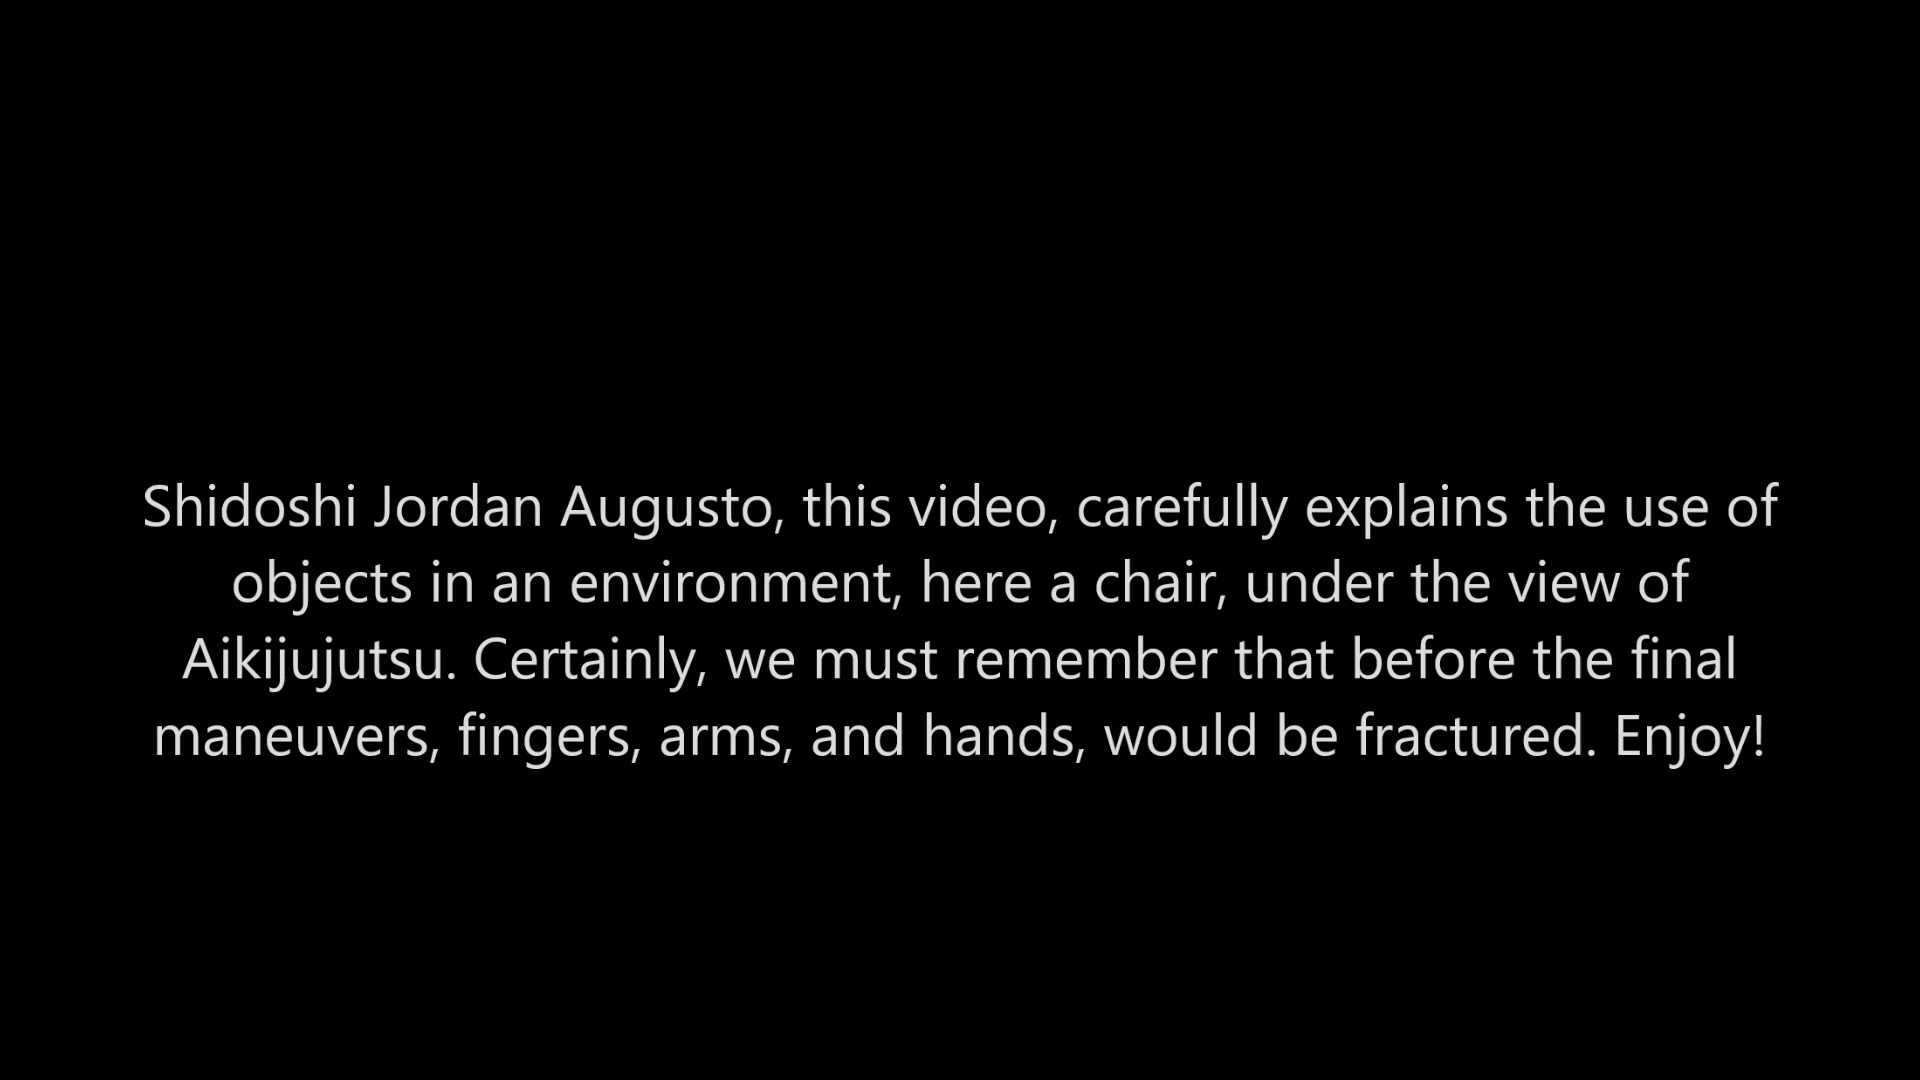 Shidoshi Jordan Augusto, this video, carefully explains the use of
objects in an environment, here a chair, under the view of
Aikijujutsu. Certainly, we must remember that before the final
maneuvers, fingers, arms, and hands, would be fractured. Enjoy!